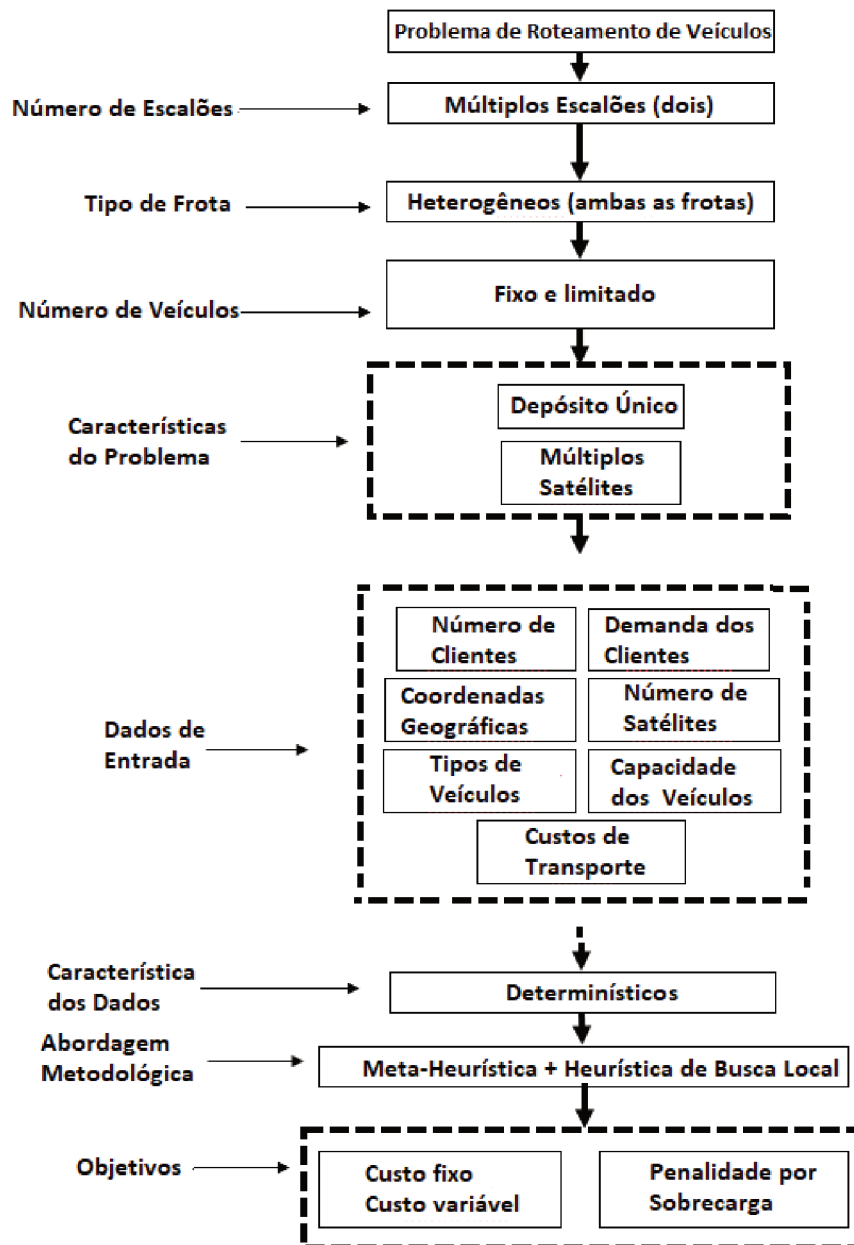 Problema de Roteamento de Veículos
Número de Escalões
Múltiplos Escalões (dois)
Tipo de Frota
Heterogêneos (ambas as frotas)
Número de Veículos
Fixo e limitado
Características
do Problema
Depósito Único
Múltiplos
Satélites
Dados de
Entrada
Número de
Clientes
Demanda dos
Clientes
Coordenadas
Geográficas
Número de
Satélites
Tipos de
Veículos
Capacidade
dos Veículos
Custos de
Transporte
Característica
dos Dados
Determinísticos
Abordagem
Metodológica
Meta-Heurística + Heurística de Busca Local
Objetivos
Custo fixo
Custo variável
Penalidade por
Sobrecarga